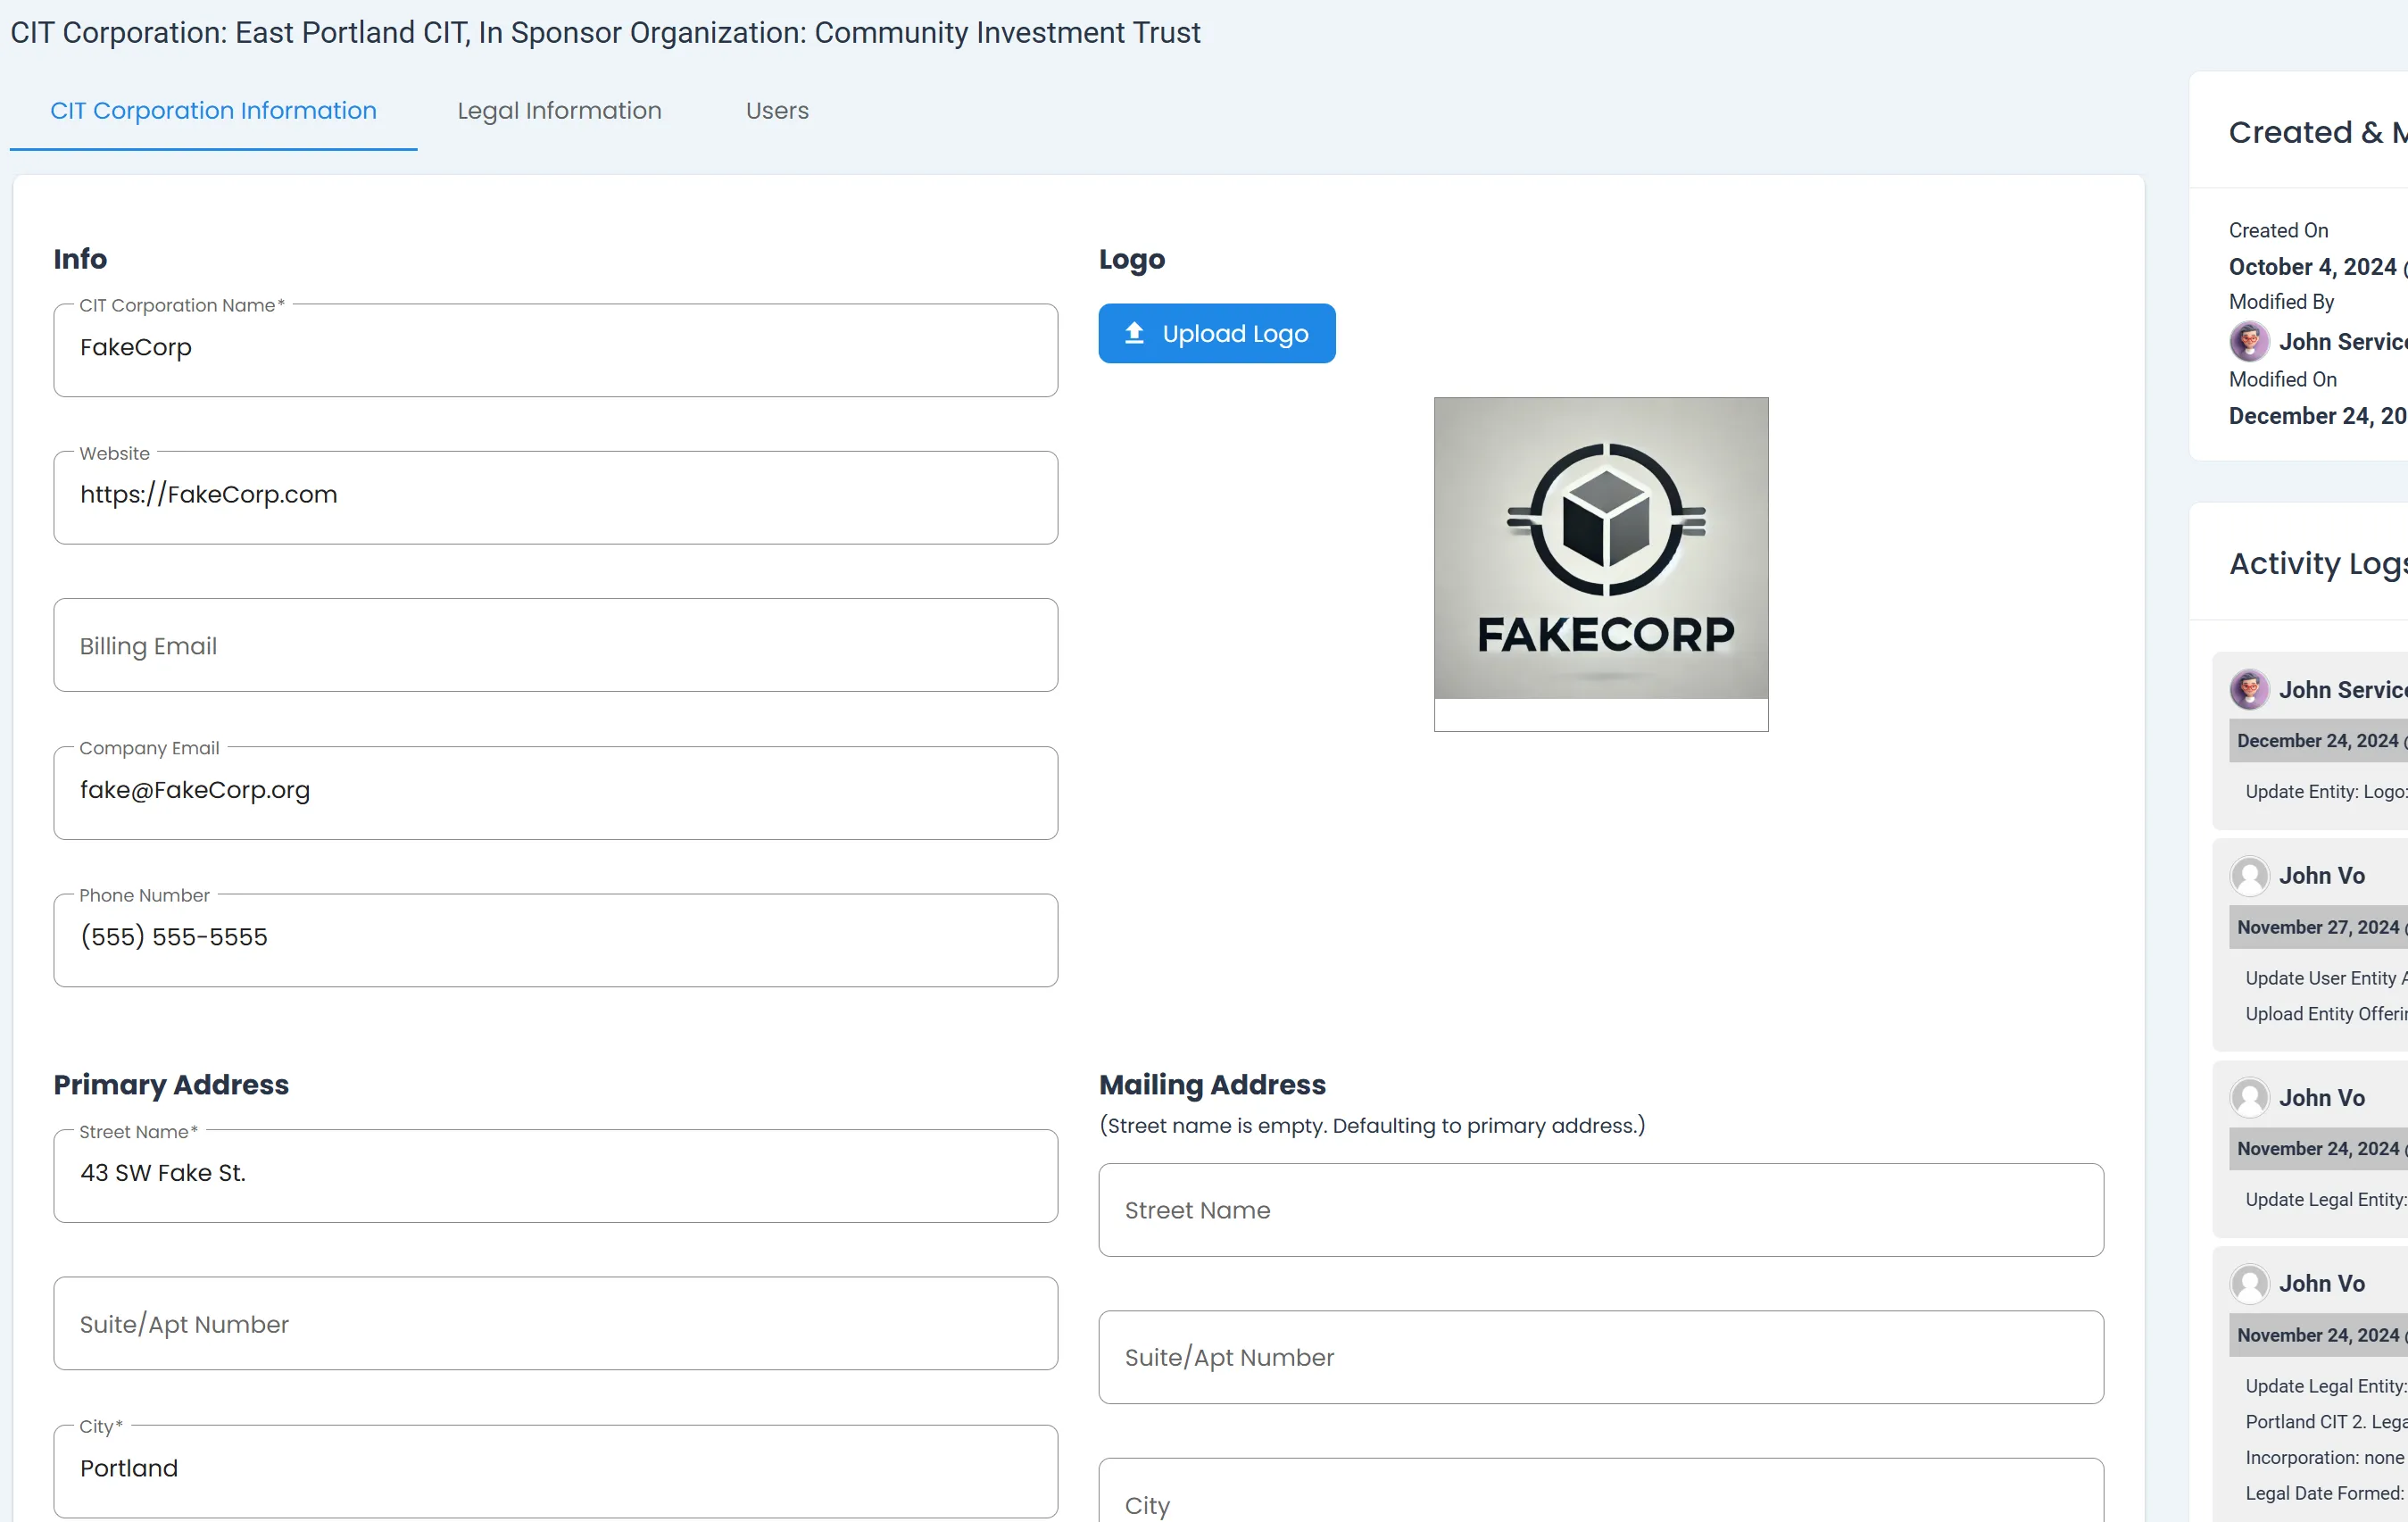 CIT Corporation: East Portland CIT, In Sponsor Organization: Community Investment Trust
CIT Corporation Information
Legal Information
Users
Info
CIT Corporation Name*
FakeCorp
Website
https://FakeCorp.com
Billing Email
Company Email
fake@FakeCorp.org
Phone Number
(555) 555-5555
Logo
Upload Logo
FAKECORP
Primary Address
Street Name*
43 SW Fake St.
Suite/Apt Number
City*
Portland
Mailing Address
(Street name is empty. Defaulting to primary address.)
Street Name
Suite/Apt Number
City
Created &
Created On
October 4, 2024
Modified By
John
Modified On
December 24,
Activity
John
December 24, 2024
Update Entity: Logo:
John Vo
November 27, 2024
Update User Entity
Upload Entity
John Vo
November 24, 2024
Update Legal Entity:
John Vo
November 24, 2024
Update Legal Entity:
Portland CIT 2.
Incorporation: none
Legal Date Formed: